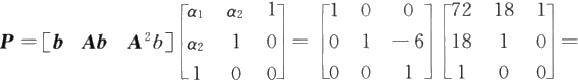 P = [b Ab A²b] [α₁ α₂ 1; α₂ 1 0; 1 0 0] = [1 0 0; 1 1 -6; 0 0 1] [72 18 1; 18 1 0; 1 0 0] =